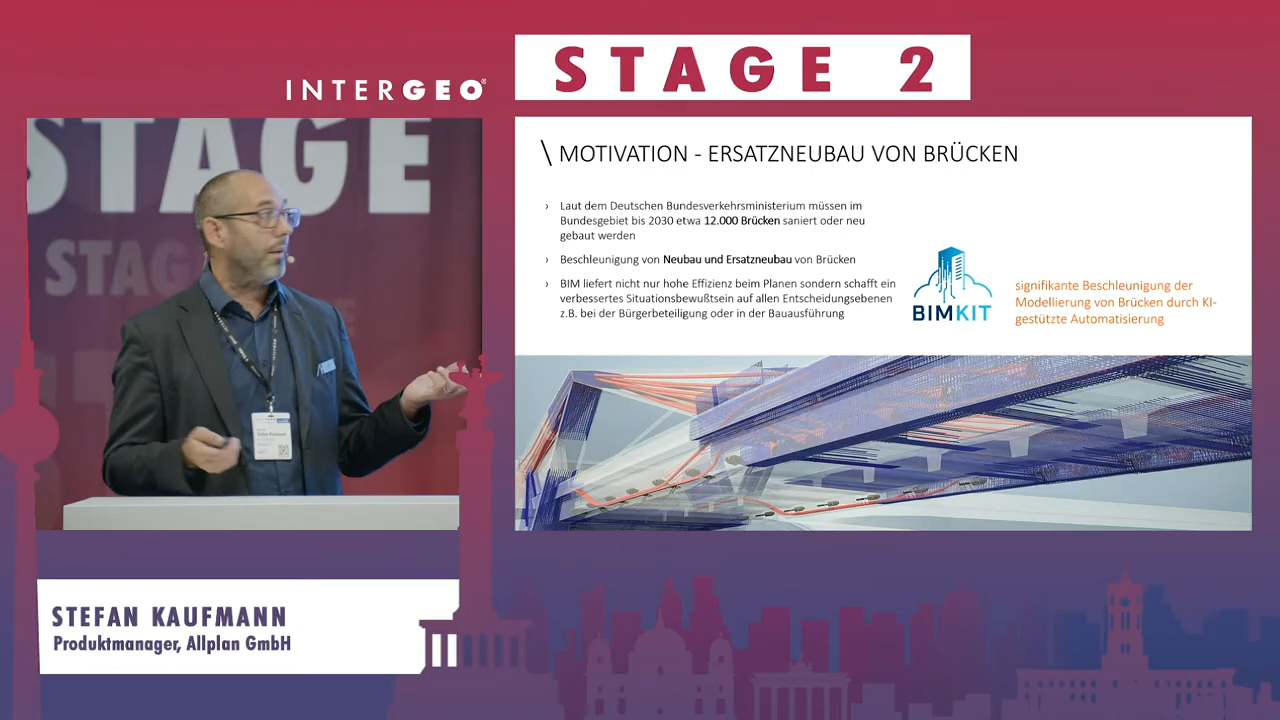 INTERGEO®
STAGE 2
STAGE
STAG
\ MOTIVATION - ERSATZNEUBAU VON BRÜCKEN
› Laut dem Deutschen Bundesverkehrsministerium müssen im
Bundesgebiet bis 2030 etwa 12.000 Brücken saniert oder neu
gebaut werden
› Beschleunigung von Neubau und Ersatzneubau von Brücken
› BIM liefert nicht nur hohe Effizienz beim Planen sondern schafft ein
verbessertes Situationsbewußtsein auf allen Entscheidungsebenen
z.B. bei der Bürgerbeteiligung oder in der Bauausführung
BIMKIT
signifikante Beschleunigung der
Modellierung von Brücken durch KI-
gestützte Automatisierung
STEFAN KAUFMANN
Produktmanager, Allplan GmbH